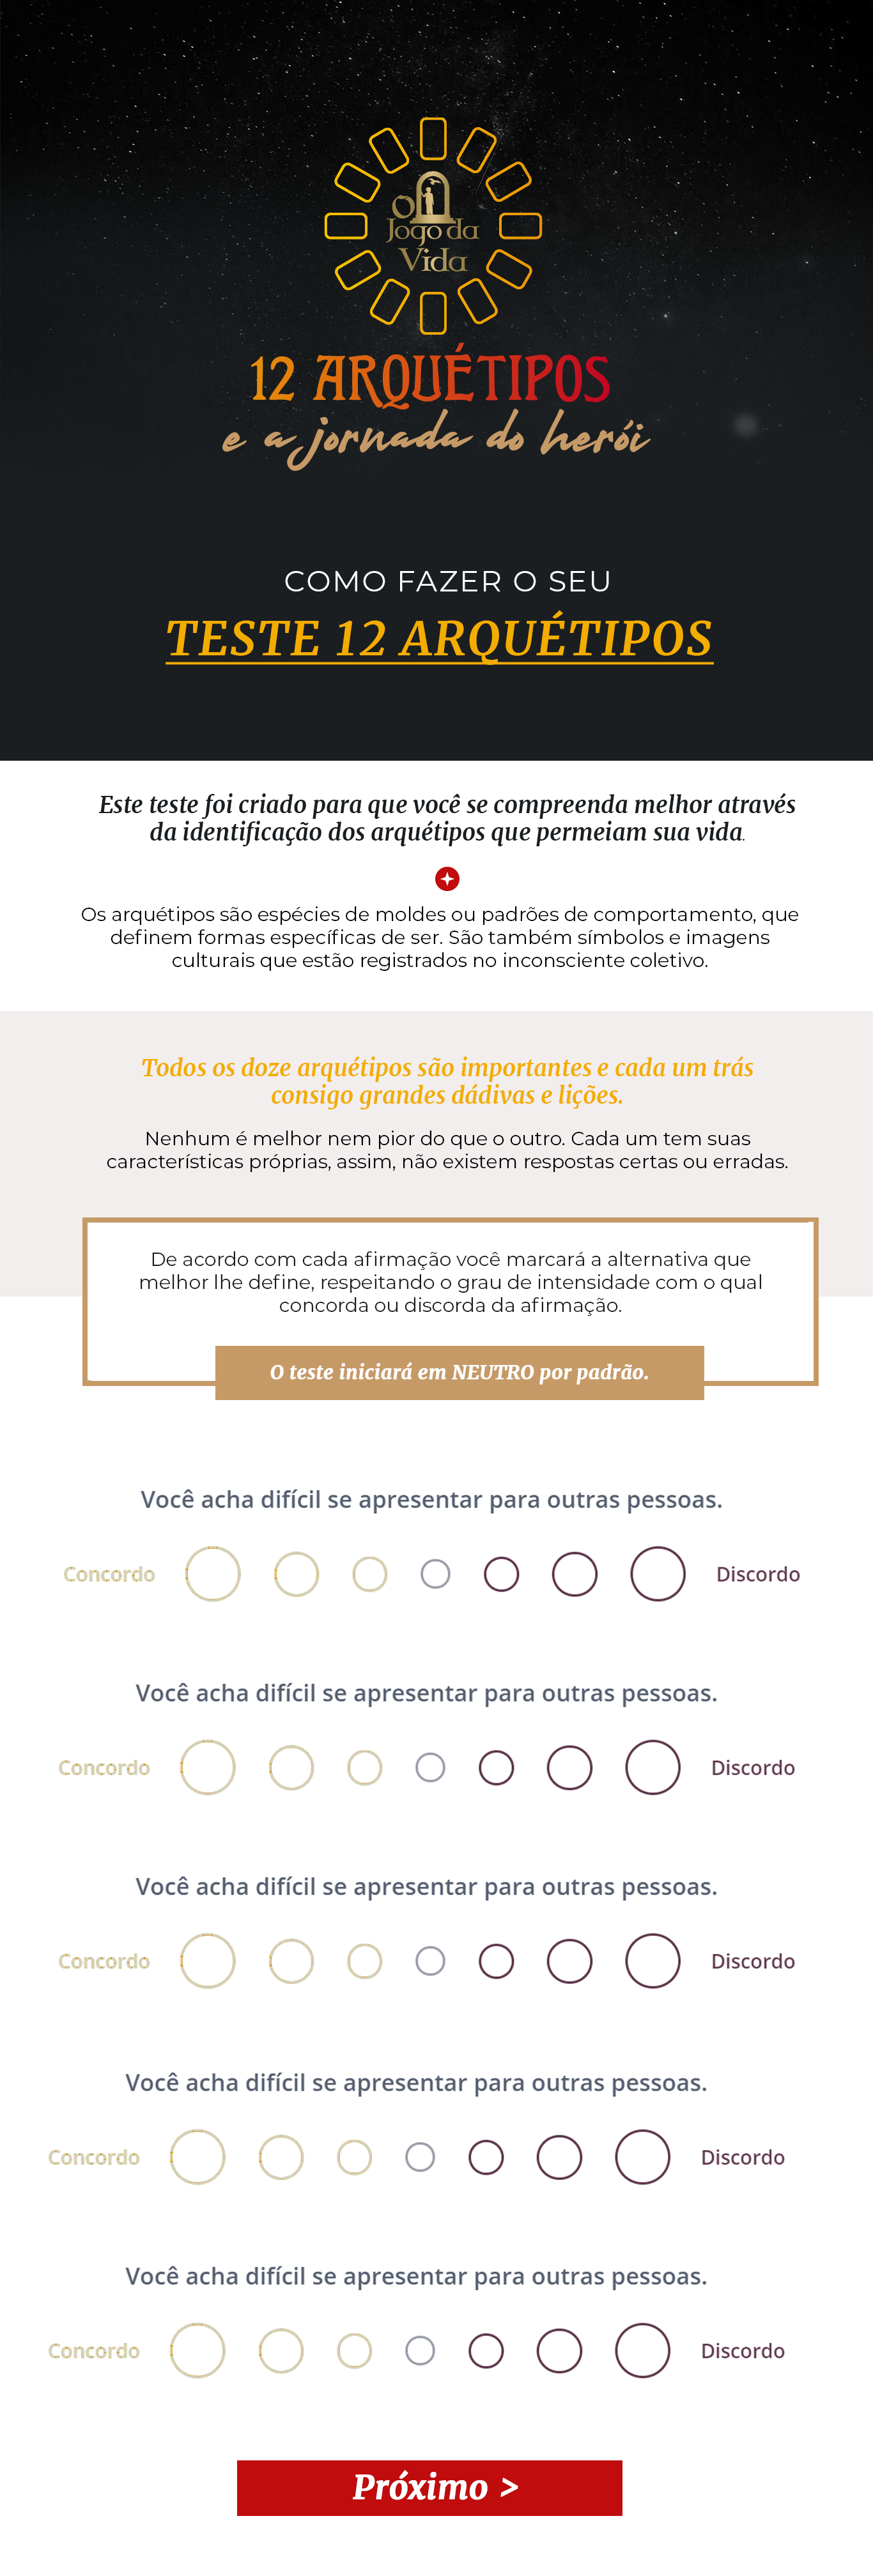 O
Jogo da
Vida
12 ARQUÉTIPOS
e a jornada do herói
COMO FAZER O SEU
TESTE 12 ARQUÉTIPOS
Este teste foi criado para que você se compreenda melhor através
da identificação dos arquétipos que permeiam sua vida.
Os arquétipos são espécies de moldes ou padrões de comportamento, que
definem formas específicas de ser. São também símbolos e imagens
culturais que estão registrados no inconsciente coletivo.
Todos os doze arquétipos são importantes e cada um trás
consigo grandes dádivas e lições.
Nenhum é melhor nem pior do que o outro. Cada um tem suas
características próprias, assim, não existem respostas certas ou erradas.
De acordo com cada afirmação você marcará a alternativa que
melhor lhe define, respeitando o grau de intensidade com o qual
concorda ou discorda da afirmação.
O teste iniciará em NEUTRO por padrão.
Você acha difícil se apresentar para outras pessoas.
Concordo Discordo
Você acha difícil se apresentar para outras pessoas.
Concordo Discordo
Você acha difícil se apresentar para outras pessoas.
Concordo Discordo
Você acha difícil se apresentar para outras pessoas.
Concordo Discordo
Você acha difícil se apresentar para outras pessoas.
Concordo Discordo
Próximo >